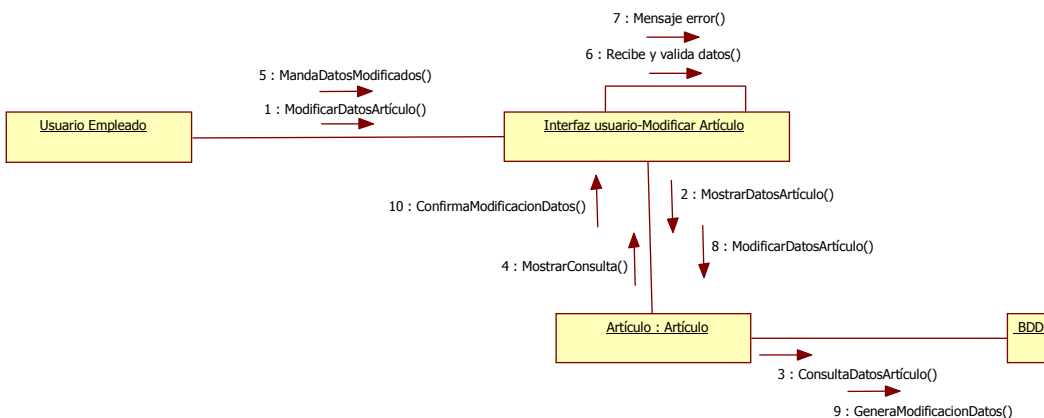 7 : Mensaje error()
6 : Recibe y valida datos()
5 : MandaDatosModificados()
1 : ModificarDatosArtículo()
Usuario Empleado
Interfaz usuario-Modificar Artículo
10 : ConfirmaModificacionDatos()
2 : MostrarDatosArtículo()
8 : ModificarDatosArtículo()
4 : MostrarConsulta()
Artículo : Artículo
BDD
3 : ConsultaDatosArtículo()
9 : GeneraModificacionDatos()